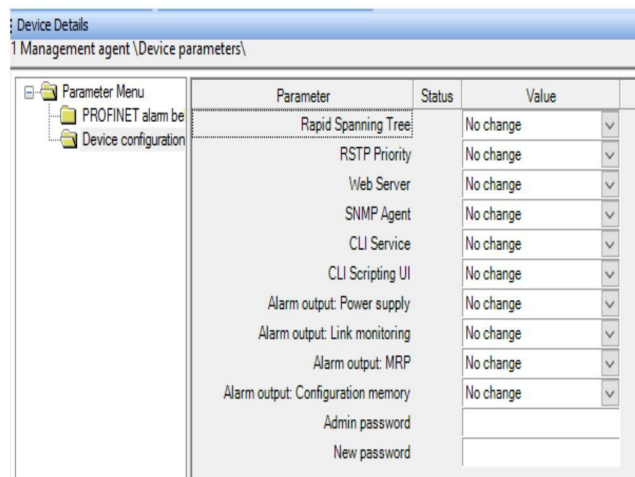 Device Details
1 Management agent \Device parameters\
Parameter Menu
PROFINET alarm be
Device configuration
Parameter Status Value
Rapid Spanning Tree No change
RSTP Priority No change
Web Server No change
SNMP Agent No change
CLI Service No change
CLI Scripting UI No change
Alarm output: Power supply No change
Alarm output: Link monitoring No change
Alarm output: MRP No change
Alarm output: Configuration memory No change
Admin password
New password